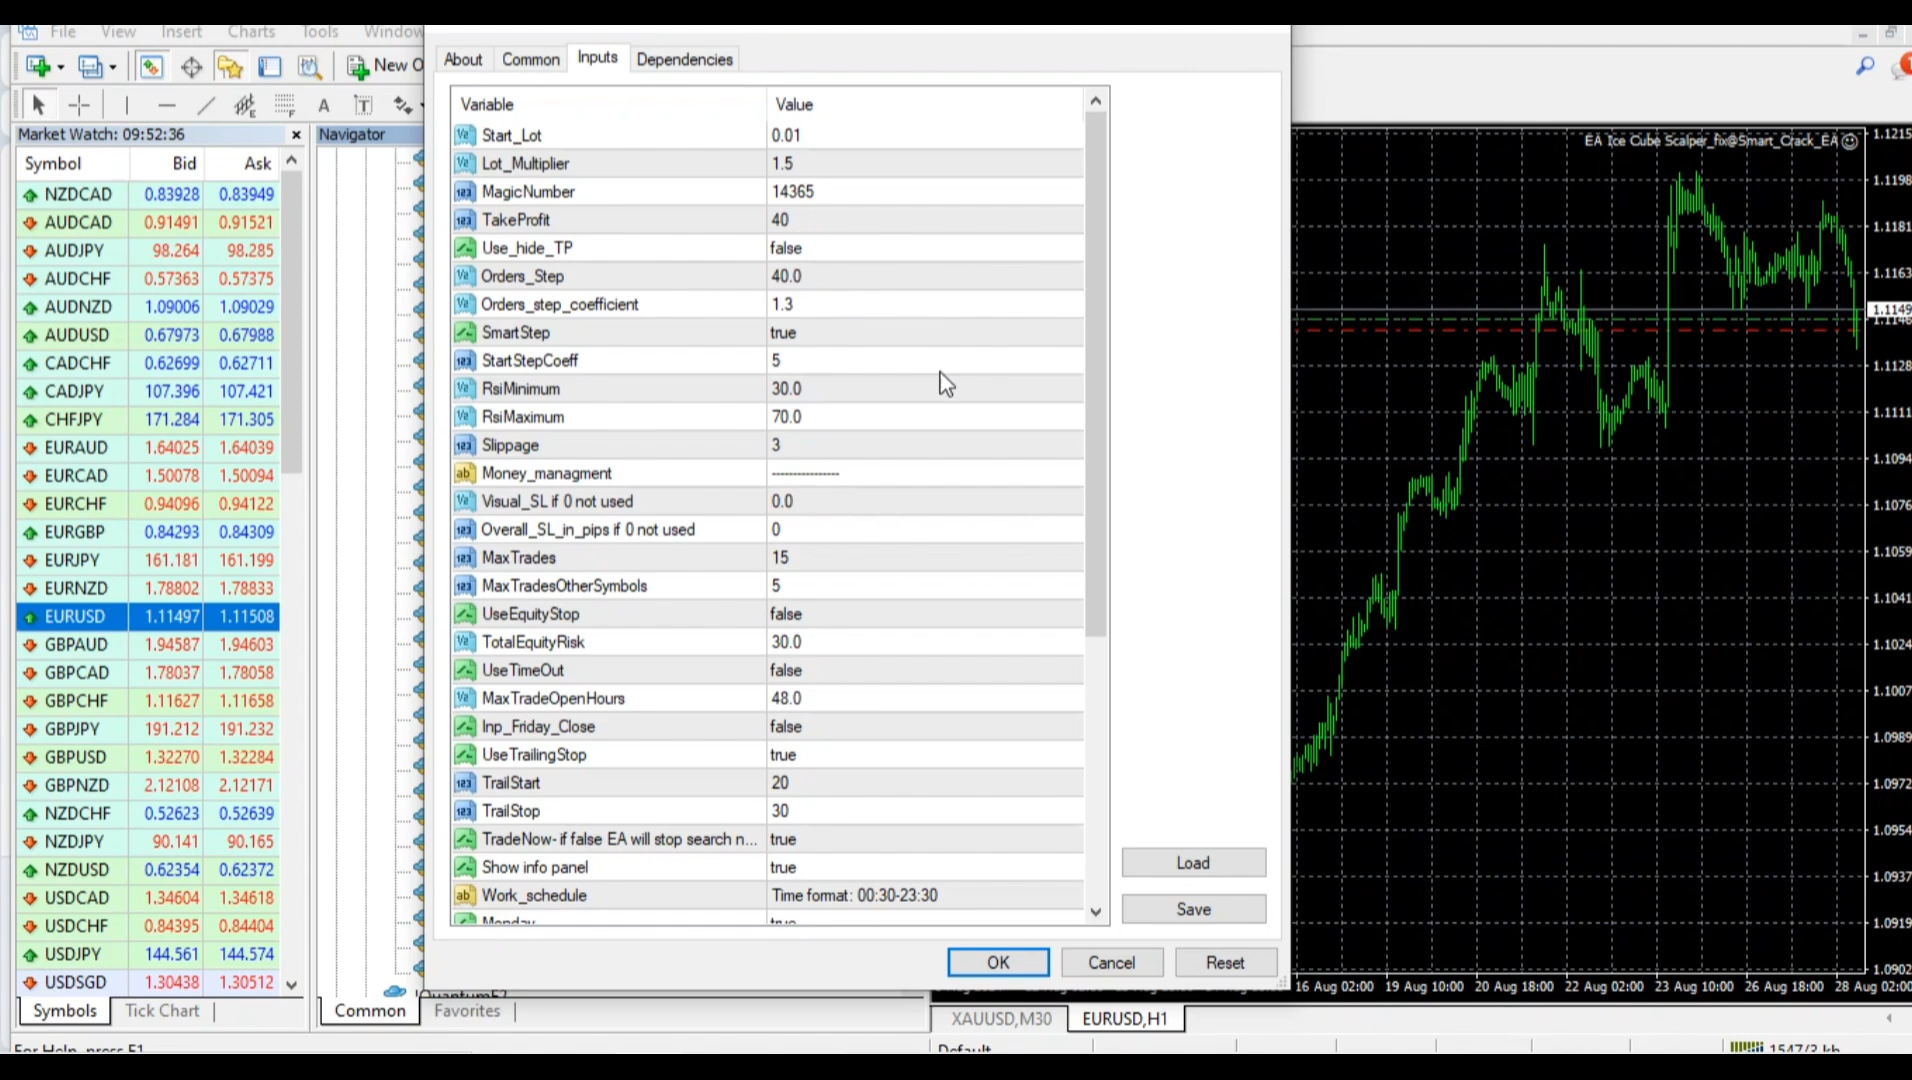 File View Insert Charts Tools Window
New O
Market Watch: 09:52:36
Symbol Bid Ask
NZDCAD 0.83928 0.83949
AUDCAD 0.91491 0.91521
AUDJPY 98.264 98.285
AUDCHF 0.57363 0.57375
AUDNZD 1.09006 1.09029
AUDUSD 0.67973 0.67988
CADCHF 0.62699 0.62711
CADJPY 107.396 107.421
CHFJPY 171.284 171.305
EURAUD 1.64025 1.64039
EURCAD 1.50078 1.50094
EURCHF 0.94096 0.94122
EURGBP 0.84293 0.84309
EURJPY 161.181 161.199
EURNZD 1.78802 1.78833
EURUSD 1.11497 1.11508
GBPAUD 1.94587 1.94603
GBPCAD 1.78037 1.78058
GBPCHF 1.11627 1.11658
GBPJPY 191.212 191.232
GBPUSD 1.32270 1.32284
GBPNZD 2.12108 2.12171
NZDCHF 0.52623 0.52639
NZDJPY 90.141 90.165
NZDUSD 0.62354 0.62372
USDCAD 1.34604 1.34618
USDCHF 0.84395 0.84404
USDJPY 144.561 144.574
USDSGD 1.30438 1.30512
Symbols Tick Chart
For Help, press F1
Navigator
Common Favorites
About Common Inputs Dependencies
Variable Value
Start_Lot 0.01
Lot_Multiplier 1.5
MagicNumber 14365
TakeProfit 40
Use_hide_TP false
Orders_Step 40.0
Orders_step_coefficient 1.3
SmartStep true
StartStepCoeff 5
RsiMinimum 30.0
RsiMaximum 70.0
Slippage 3
Money_managment ----------------
Visual_SL if 0 not used 0.0
Overall_SL_in_pips if 0 not used 0
MaxTrades 15
MaxTradesOtherSymbols 5
UseEquityStop false
TotalEquityRisk 30.0
UseTimeOut false
MaxTradeOpenHours 48.0
Inp_Friday_Close false
UseTrailingStop true
TrailStart 20
TrailStop 30
TradeNow- if false EA will stop search n... true
Show info panel true
Work_schedule Time format: 00:30-23:30
Monday true
Load
Save
OK Cancel Reset
EA Ice Cube Scalper_fix@Smart_Crack_EA
1.1215
1.1198
1.1181
1.1163
1.1149
1.1128
1.1111
1.1094
1.1076
1.1059
1.1041
1.1024
1.1007
1.0989
1.0972
1.0954
1.0937
1.0919
1.0902
16 Aug 02:00 19 Aug 10:00 20 Aug 18:00 22 Aug 02:00 23 Aug 10:00 26 Aug 18:00 28 Aug 02:00
XAUUSD,M30 EURUSD,H1
Default
1547/2 kb